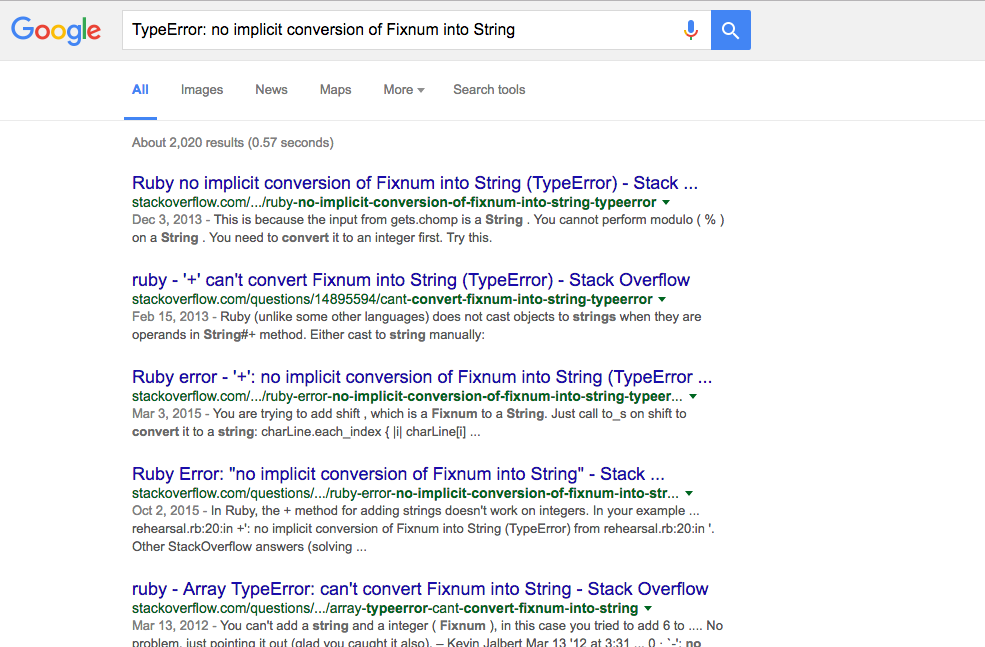 Google TypeError: no implicit conversion of Fixnum into String
All Images News Maps More Search tools
About 2,020 results (0.57 seconds)
Ruby no implicit conversion of Fixnum into String (TypeError) - Stack ...
stackoverflow.com/.../ruby-no-implicit-conversion-of-fixnum-into-string-typeerror
Dec 3, 2013 - This is because the input from gets.chomp is a String . You cannot perform modulo ( % )
on a String . You need to convert it to an integer first. Try this.
ruby - '+' can't convert Fixnum into String (TypeError) - Stack Overflow
stackoverflow.com/questions/14895594/cant-convert-fixnum-into-string-typeerror
Feb 15, 2013 - Ruby (unlike some other languages) does not cast objects to strings when they are
operands in String#+ method. Either cast to string manually:
Ruby error - '+': no implicit conversion of Fixnum into String (TypeError ...
stackoverflow.com/.../ruby-error-no-implicit-conversion-of-fixnum-into-string-typeer...
Mar 3, 2015 - You are trying to add shift , which is a Fixnum to a String. Just call to_s on shift to
convert it to a string: charLine.each_index { |i| charLine[i] ...
Ruby Error: "no implicit conversion of Fixnum into String" - Stack ...
stackoverflow.com/questions/.../ruby-error-no-implicit-conversion-of-fixnum-into-str...
Oct 2, 2015 - In Ruby, the + method for adding strings doesn't work on integers. In your example ...
rehearsal.rb:20:in +': no implicit conversion of Fixnum into String (TypeError) from rehearsal.rb:20:in '.
Other StackOverflow answers (solving ...
ruby - Array TypeError: can't convert Fixnum into String - Stack Overflow
stackoverflow.com/questions/.../array-typeerror-cant-convert-fixnum-into-string
Mar 13, 2012 - You can't add a string and a integer ( Fixnum ), in this case you tried to add 6 to .... No
problem, just pointing it out (glad you caught it also). – Kevin Jalbert Mar 13 '12 at 3:31 ... 0 · `-': no